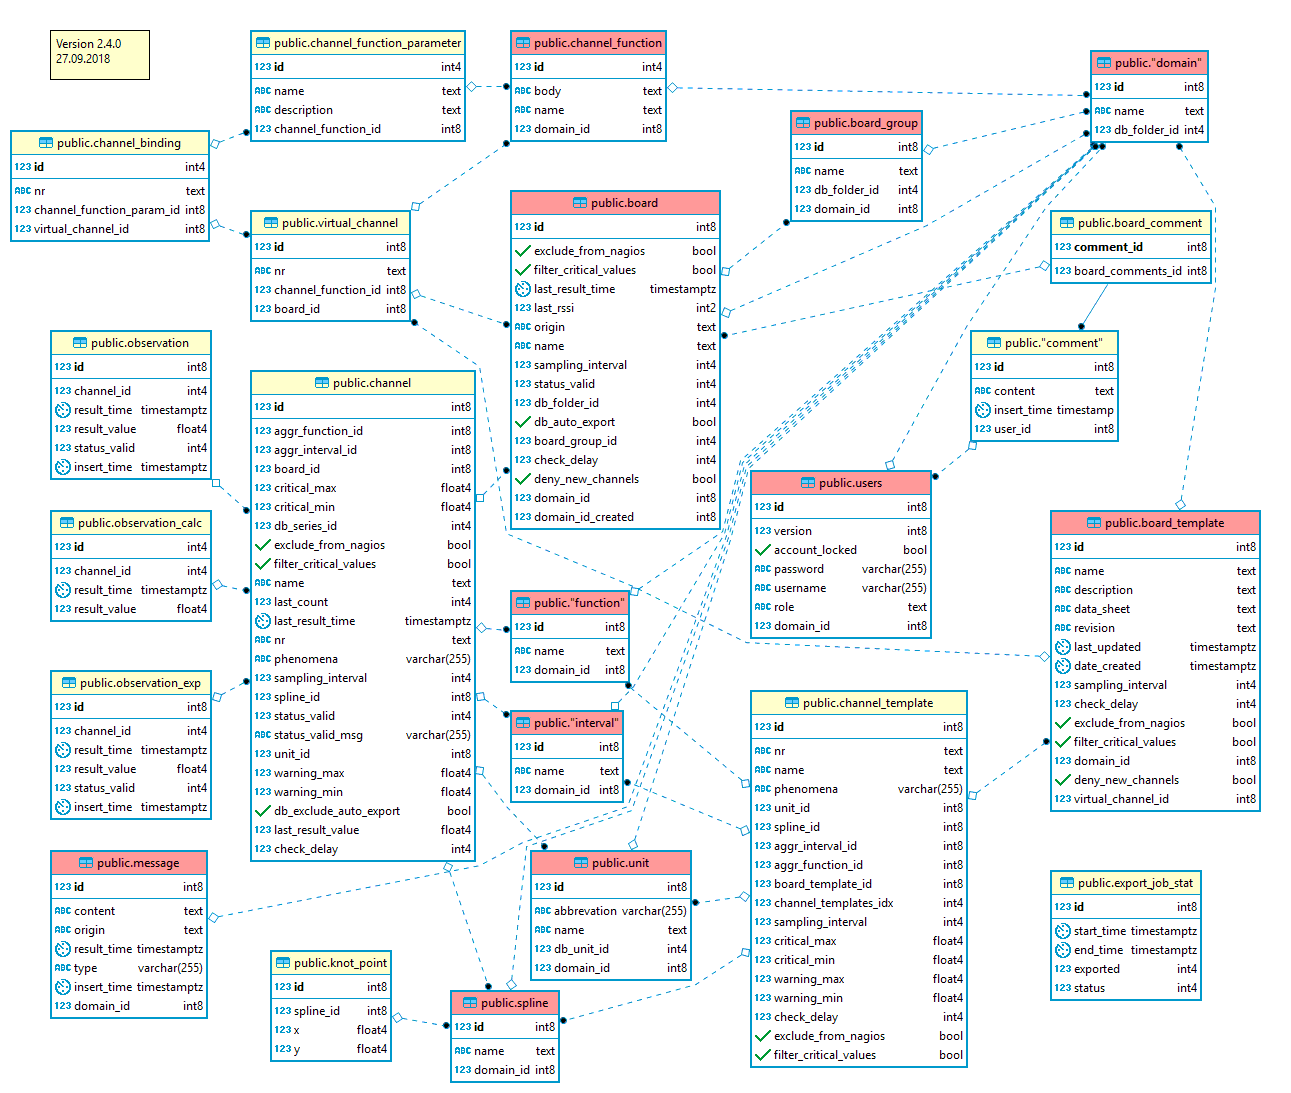 Version 2.4.0
27.09.2018
public.channel_function_parameter
123 id int4
ABC name text
ABC description text
123 channel_function_id int8
public.channel_function
123 id int4
ABC body text
ABC name text
123 domain_id int8
public."domain"
123 id int8
ABC name text
123 db_folder_id int4
public.board_group
123 id int8
ABC name text
123 db_folder_id int4
123 domain_id int8
public.channel_binding
123 id int4
ABC nr text
123 channel_function_param_id int8
123 virtual_channel_id int8
public.virtual_channel
123 id int8
ABC nr text
123 channel_function_id int8
123 board_id int8
public.board
123 id int8
exclude_from_nagios bool
filter_critical_values bool
last_result_time timestamptz
123 last_rssi int2
ABC origin text
ABC name text
123 sampling_interval int4
123 status_valid int4
123 db_folder_id int4
db_auto_export bool
123 board_group_id int4
123 check_delay int4
deny_new_channels bool
123 domain_id int8
123 domain_id_created int8
public.board_comment
123 comment_id int8
123 board_comments_id int8
public."comment"
123 id int8
ABC content text
insert_time timestamp
123 user_id int8
public.observation
123 id int8
123 channel_id int4
result_time timestamptz
123 result_value float4
123 status_valid int4
insert_time timestamptz
public.channel
123 id int8
123 aggr_function_id int8
123 aggr_interval_id int8
123 board_id int8
123 critical_max float4
123 critical_min float4
123 db_series_id int4
exclude_from_nagios bool
filter_critical_values bool
ABC name text
123 last_count int4
last_result_time timestamptz
ABC nr text
ABC phenomena varchar(255)
123 sampling_interval int4
123 spline_id int8
123 status_valid int4
ABC status_valid_msg varchar(255)
123 unit_id int8
123 warning_max float4
123 warning_min float4
db_exclude_auto_export bool
123 last_result_value float4
123 check_delay int4
public.users
123 id int8
123 version int8
account_locked bool
ABC password varchar(255)
ABC username varchar(255)
ABC role text
123 domain_id int8
public.board_template
123 id int8
ABC name text
ABC description text
ABC data_sheet text
ABC revision text
last_updated timestamptz
date_created timestamptz
123 sampling_interval int4
123 check_delay int4
exclude_from_nagios bool
filter_critical_values bool
123 domain_id int8
deny_new_channels bool
123 virtual_channel_id int8
public.observation_calc
123 id int4
123 channel_id int4
result_time timestamptz
123 result_value float4
public."function"
123 id int8
ABC name text
123 domain_id int8
public.observation_exp
123 id int8
123 channel_id int4
result_time timestamptz
123 result_value float4
123 status_valid int4
insert_time timestamptz
public."interval"
123 id int8
ABC name text
123 domain_id int8
public.channel_template
123 id int8
ABC nr text
ABC name text
ABC phenomena varchar(255)
123 unit_id int8
123 spline_id int8
123 aggr_interval_id int8
123 aggr_function_id int8
123 board_template_id int8
123 channel_templates_idx int4
123 sampling_interval int4
123 critical_max float4
123 critical_min float4
123 warning_max float4
123 warning_min float4
123 check_delay int4
exclude_from_nagios bool
filter_critical_values bool
public.message
123 id int8
ABC content text
ABC origin text
result_time timestamptz
ABC type varchar(255)
insert_time timestamptz
123 domain_id int8
public.unit
123 id int8
ABC abbrevation varchar(255)
ABC name text
123 db_unit_id int4
123 domain_id int8
public.export_job_stat
123 id int8
start_time timestamptz
end_time timestamptz
123 exported int4
123 status int4
public.knot_point
123 id int8
123 spline_id int8
123 x float4
123 y float4
public.spline
123 id int8
ABC name text
123 domain_id int8